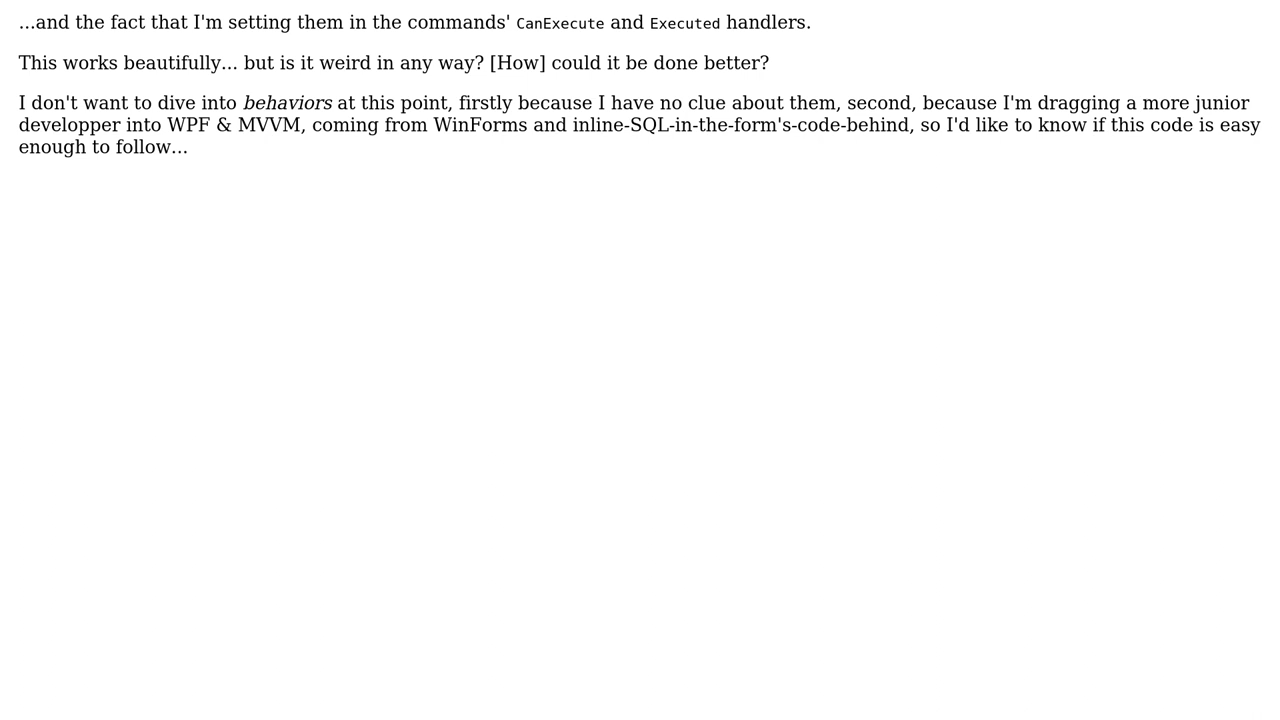 ...and the fact that I'm setting them in the commands' CanExecute and Executed handlers.
This works beautifully... but is it weird in any way? [How] could it be done better?
I don't want to dive into behaviors at this point, firstly because I have no clue about them, second, because I'm dragging a more junior
developper into WPF & MVVM, coming from WinForms and inline-SQL-in-the-form's-code-behind, so I'd like to know if this code is easy
enough to follow...